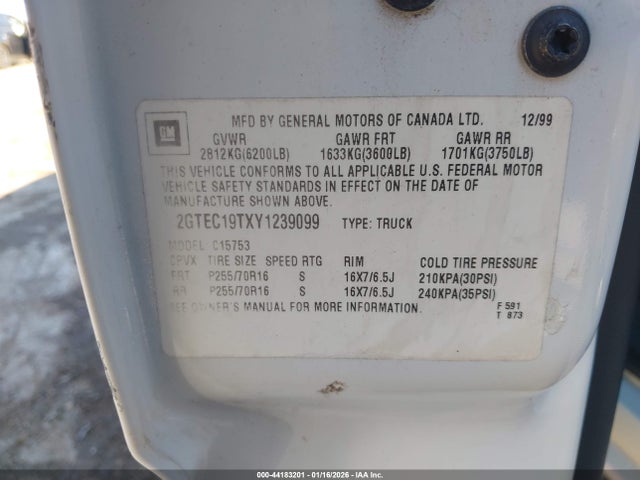 MFD BY GENERAL MOTORS OF CANADA LTD. 12/99
GM
GVWR GAWR FRT GAWR RR
2812KG(6200LB) 1633KG(3600LB) 1701KG(3750LB)
THIS VEHICLE CONFORMS TO ALL APPLICABLE U.S. FEDERAL MOTOR
VEHICLE SAFETY STANDARDS IN EFFECT ON THE DATE OF
MANUFACTURE SHOWN ABOVE.
2GTEC19TXY1239099 TYPE: TRUCK
MODEL C15753
CPVX TIRE SIZE SPEED RTG RIM COLD TIRE PRESSURE
FRT P255/70R16 S 16X7/6.5J 210KPA(30PSI)
RR P255/70R16 S 16X7/6.5J 240KPA(35PSI)
SEE OWNER'S MANUAL FOR MORE INFORMATION.
F 591
T 873
000-44183201 - 01/16/2026 - IAA Inc.